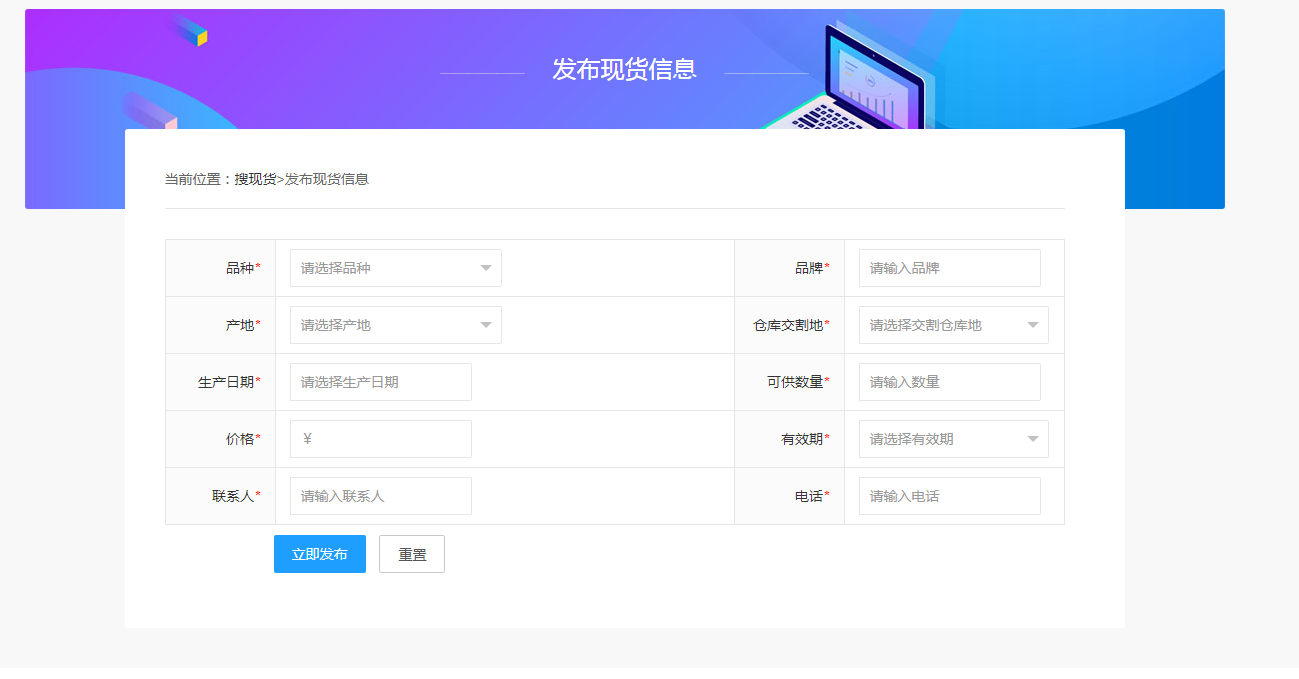 发布现货信息
当前位置：搜现货>发布现货信息
品种* 请选择品种 品牌* 请输入品牌
产地* 请选择产地 仓库交割地* 请选择交割仓库地
生产日期* 请选择生产日期 可供数量* 请输入数量
价格* ￥ 有效期* 请选择有效期
联系人* 请输入联系人 电话* 请输入电话
立即发布 重置